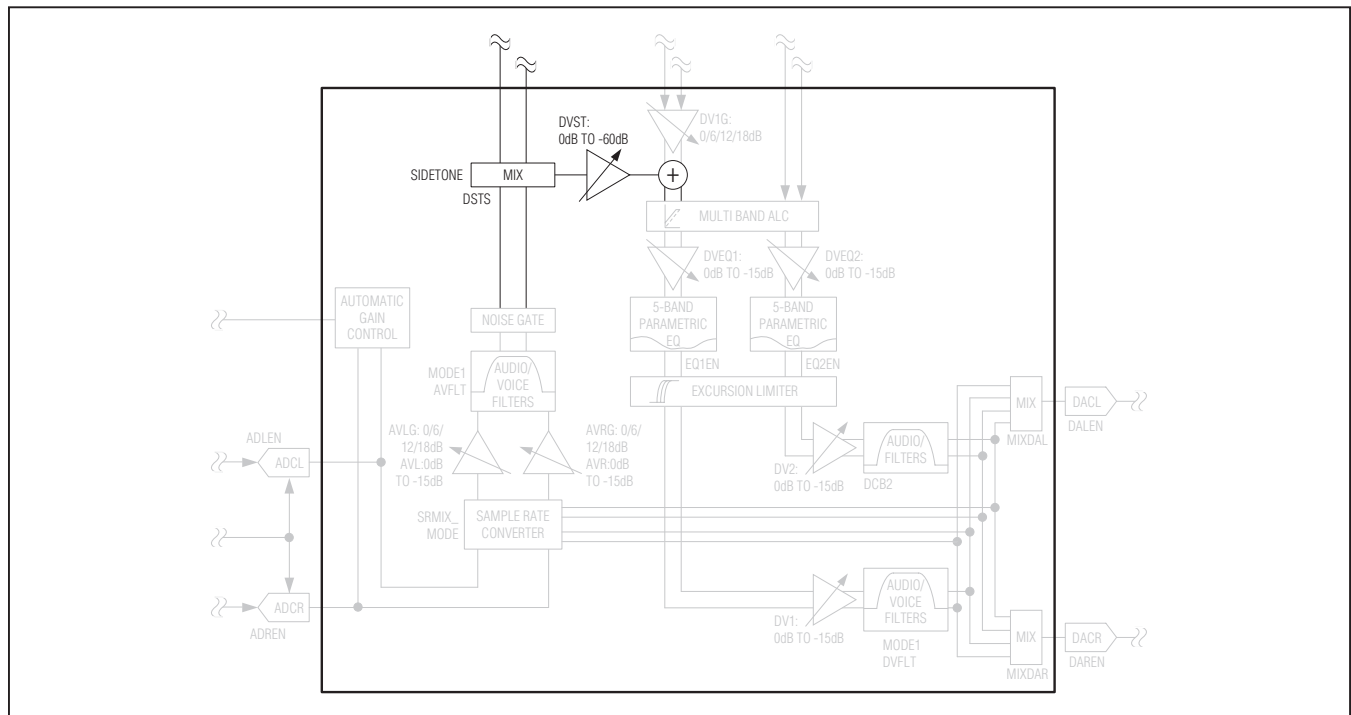 DVST:
0dB TO -60dB
DV1G:
0/6/12/18dB
SIDETONE
MIX
DSTS
+
MULTI BAND ALC
DVEQ1:
0dB TO -15dB
DVEQ2:
0dB TO -15dB
AUTOMATIC
GAIN
CONTROL
NOISE GATE
5-BAND
PARAMETRIC
EQ
5-BAND
PARAMETRIC
EQ
EQ1EN
EQ2EN
MODE1
AVFLT
AUDIO/
VOICE
FILTERS
EXCURSION LIMITER
MIX
DACL
MIXDAL
DALEN
AVLG: 0/6/
12/18dB
AVL:0dB
TO -15dB
AVRG: 0/6/
12/18dB
AVR:0dB
TO -15dB
ADLEN
ADCL
AUDIO/
FILTERS
DV2:
0dB TO -15dB
DCB2
SRMIX_
MODE
SAMPLE RATE
CONVERTER
ADCR
ADREN
AUDIO/
VOICE
FILTERS
DV1:
0dB TO -15dB
MODE1
DVFLT
MIX
DACR
MIXDAR
DAREN